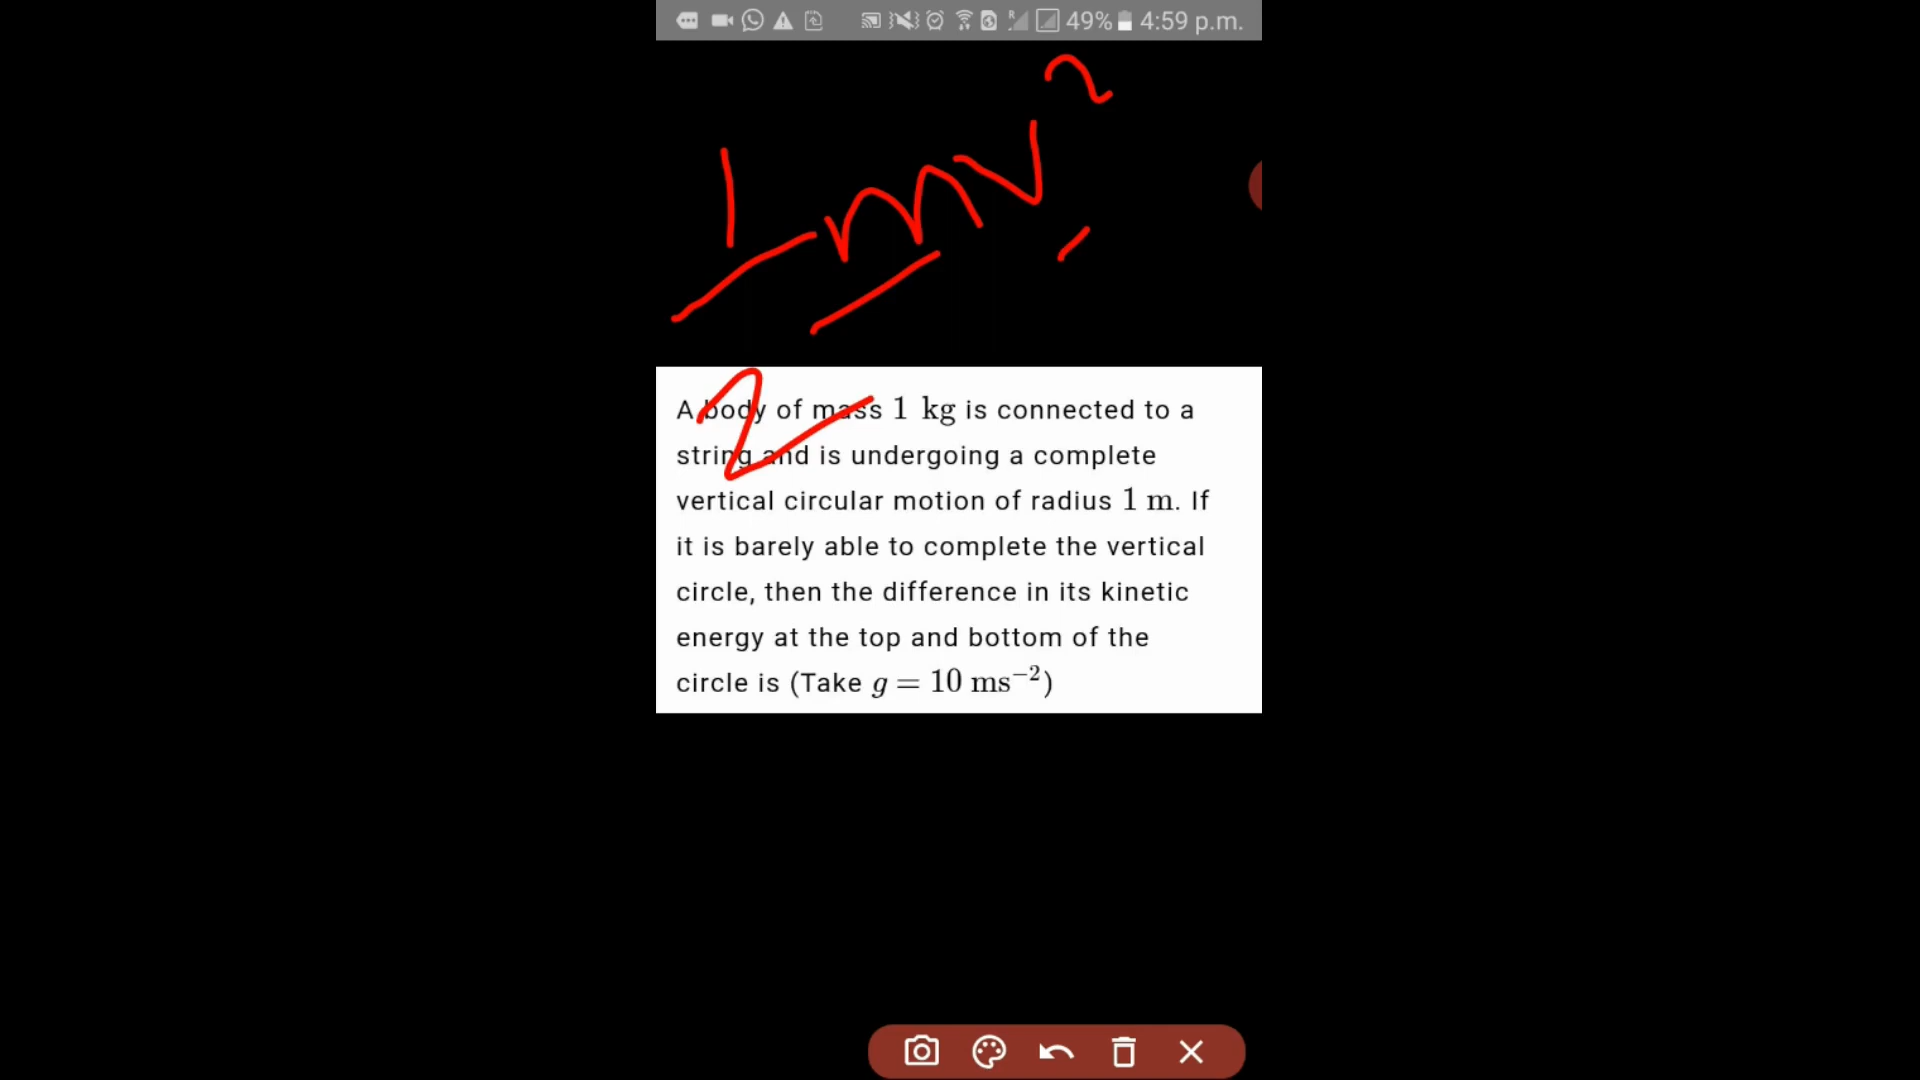 49% 4:59 p.m.
1/2 mv²
A body of mass 1 kg is connected to a
string and is undergoing a complete
vertical circular motion of radius 1 m. If
it is barely able to complete the vertical
circle, then the difference in its kinetic
energy at the top and bottom of the
circle is (Take g = 10 ms⁻²)